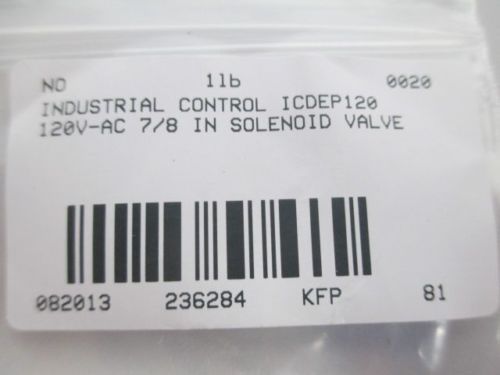 NO 1lb 0020
INDUSTRIAL CONTROL ICDEP120
120V-AC 7/8 IN SOLENOID VALVE
082013 236284 KFP 81